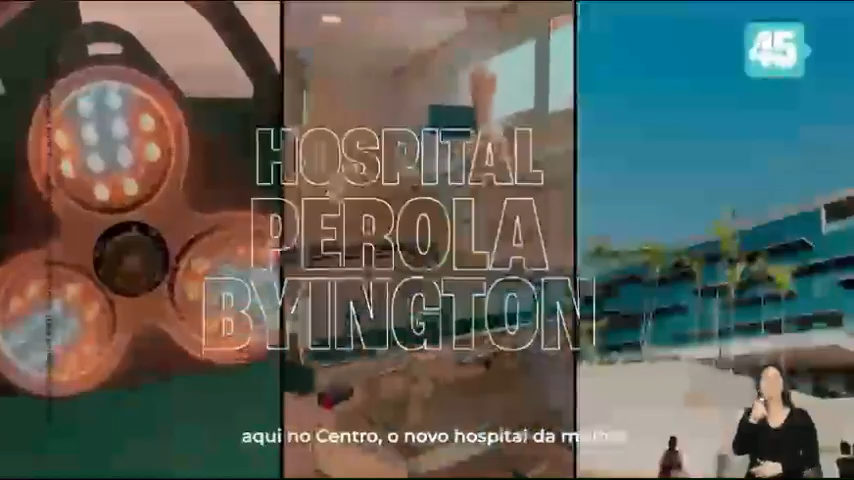 45
HOSPITAL
PÉROLA
BYINGTON
aqui no Centro, o novo hospital da